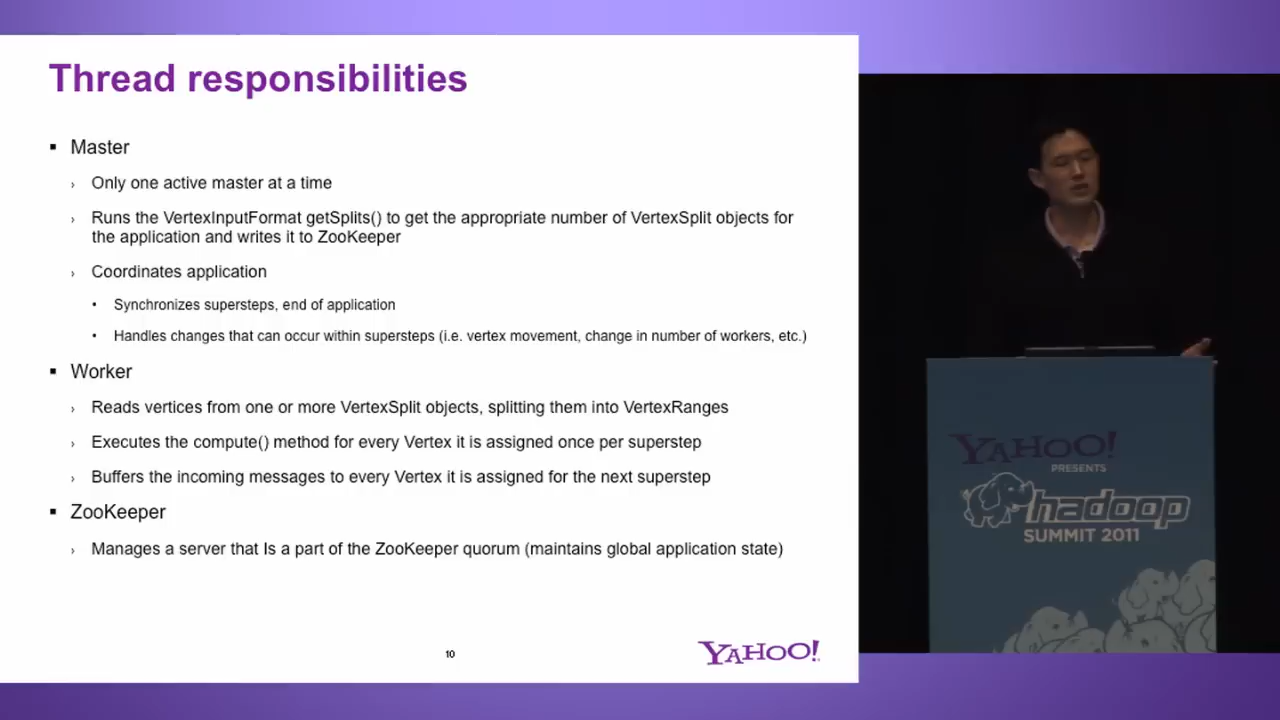 Thread responsibilities
▪ Master
› Only one active master at a time
› Runs the VertexInputFormat getSplits() to get the appropriate number of VertexSplit objects for
the application and writes it to ZooKeeper
› Coordinates application
• Synchronizes supersteps, end of application
• Handles changes that can occur within supersteps (i.e. vertex movement, change in number of workers, etc.)
▪ Worker
› Reads vertices from one or more VertexSplit objects, splitting them into VertexRanges
› Executes the compute() method for every Vertex it is assigned once per superstep
› Buffers the incoming messages to every Vertex it is assigned for the next superstep
▪ ZooKeeper
› Manages a server that Is a part of the ZooKeeper quorum (maintains global application state)
10
YAHOO!
YAHOO!
PRESENTS
hadoop
SUMMIT 2011